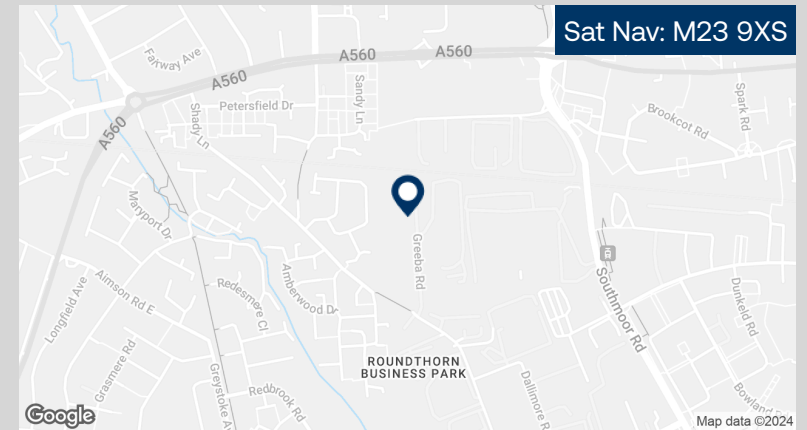 Sat Nav: M23 9XS
Fairway Ave
A560
A560
A560
A560
Petersfield Dr
Sandy Ln
Shady Ln
Brookcot Rd
Spark Rd
Maryport Dr
Greeba Rd
Southmoor Rd
Longfield Ave
Aimson Rd E
Redesmere Cl
Amberwood Dr
Dunkeld Rd
Grasmere Rd
ROUNDTHORN
BUSINESS PARK
Greystoke Av
Redbrook Rd
Dallimore R
Bowland
Google
Map data ©2024